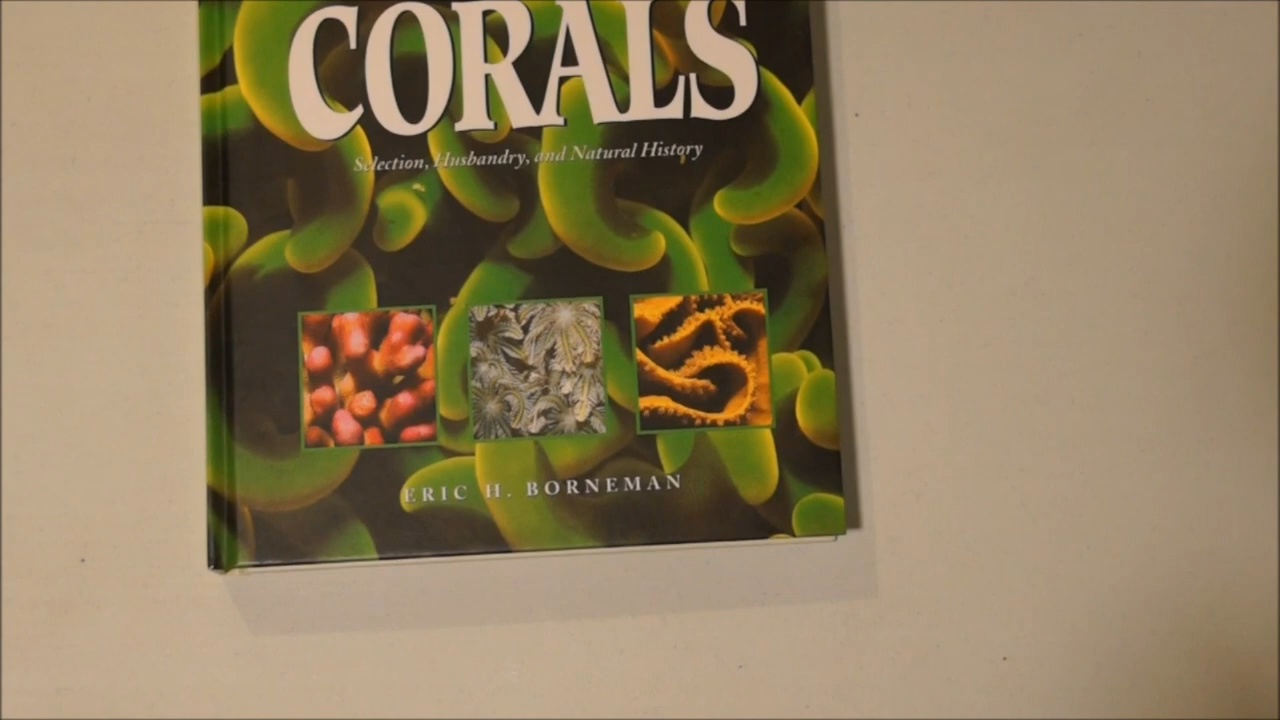 CORALS
Selection, Husbandry, and Natural History
ERIC H. BORNEMAN